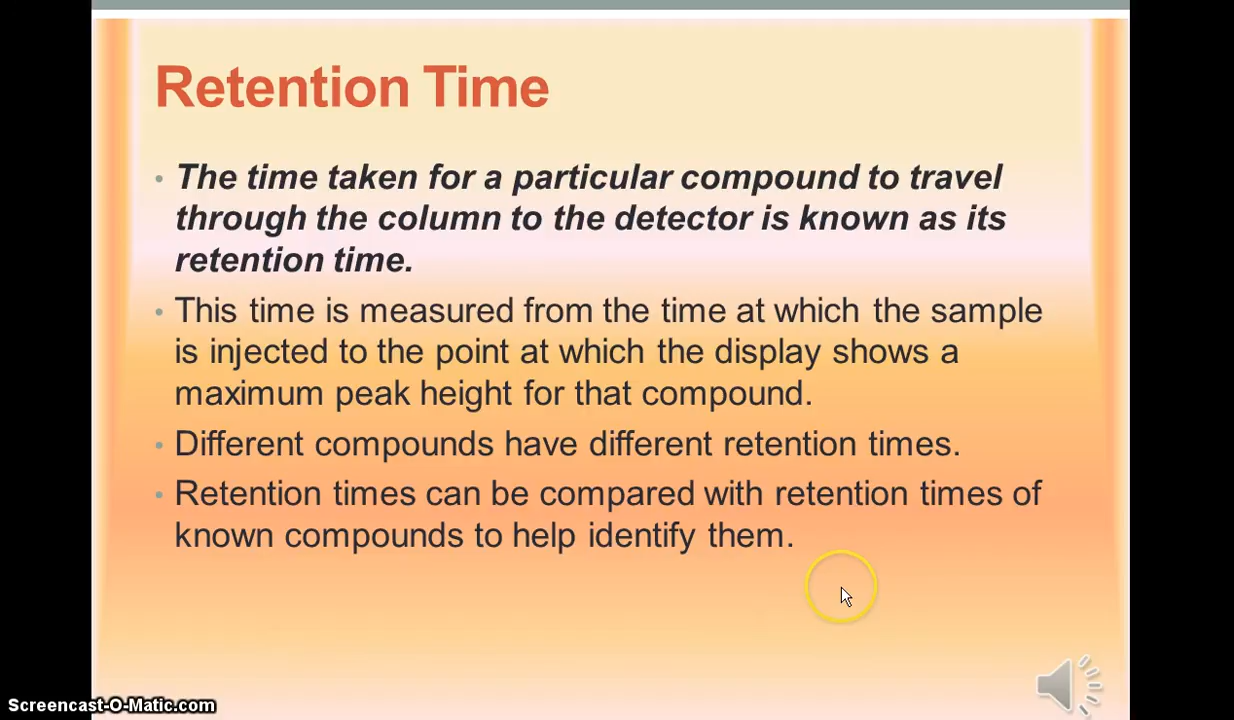 Retention Time
• The time taken for a particular compound to travel
through the column to the detector is known as its
retention time.
• This time is measured from the time at which the sample
is injected to the point at which the display shows a
maximum peak height for that compound.
• Different compounds have different retention times.
• Retention times can be compared with retention times of
known compounds to help identify them.
Screencast-O-Matic.com